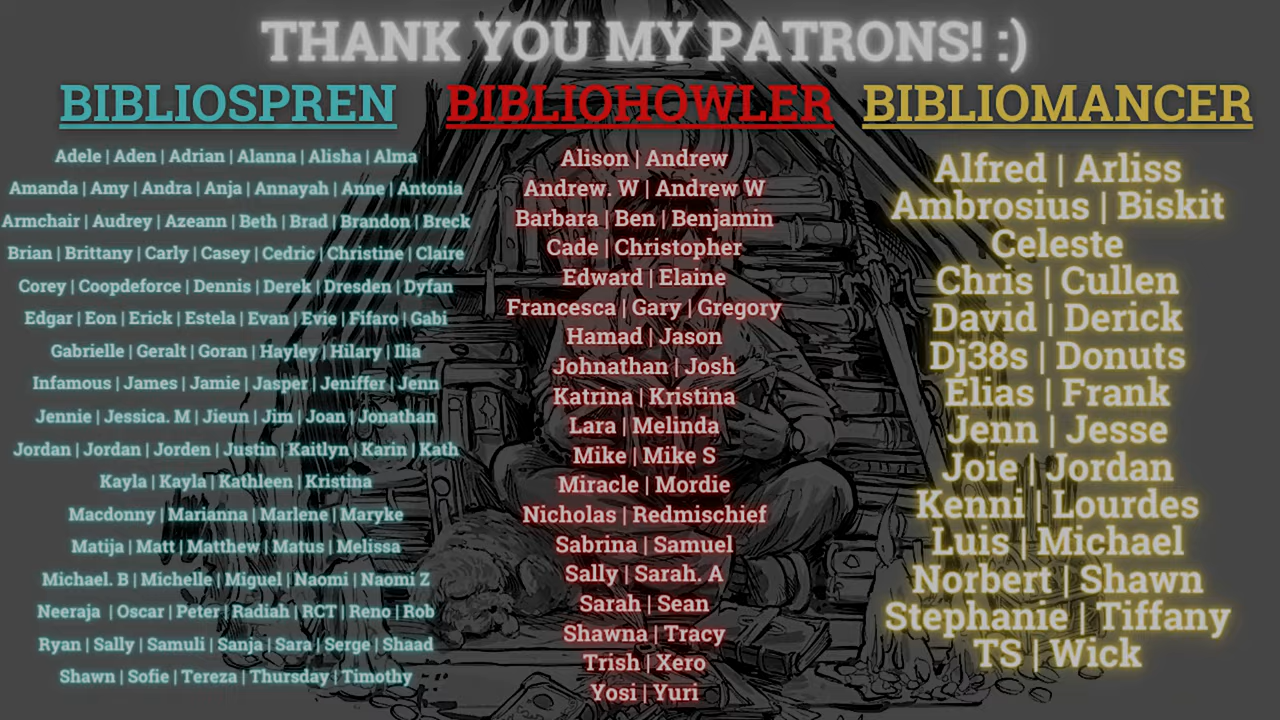 THANK YOU MY PATRONS! :)
BIBLIOSPREN
Adele | Aden | Adrian | Alanna | Alisha | Alma
Amanda | Amy | Andra | Anja | Annayah | Anne | Antonia
Armchair | Audrey | Azeann | Beth | Brad | Brandon | Breck
Brian | Brittany | Carly | Casey | Cedric | Christine | Claire
Corey | Coopdeforce | Dennis | Derek | Dresden | Dyfan
Edgar | Eon | Erick | Estela | Evan | Evie | Fifaro | Gabi
Gabrielle | Geralt | Goran | Hayley | Hilary | Ilia
Infamous | James | Jamie | Jasper | Jeniffer | Jenn
Jennie | Jessica. M | Jieun | Jim | Joan | Jonathan
Jordan | Jordan | Jorden | Justin | Kaitlyn | Karin | Kath
Kayla | Kayla | Kathleen | Kristina
Macdonny | Marianna | Marlene | Maryke
Matija | Matt | Matthew | Matus | Melissa
Michael. B | Michelle | Miguel | Naomi | Naomi Z
Neeraja | Oscar | Peter | Radiah | RCT | Reno | Rob
Ryan | Sally | Samuli | Sanja | Sara | Serge | Shaad
Shawn | Sofie | Tereza | Thursday | Timothy
BIBLIOHOWLER
Alison | Andrew
Andrew. W | Andrew W
Barbara | Ben | Benjamin
Cade | Christopher
Edward | Elaine
Francesca | Gary | Gregory
Hamad | Jason
Johnathan | Josh
Katrina | Kristina
Lara | Melinda
Mike | Mike S
Miracle | Mordie
Nicholas | Redmischief
Sabrina | Samuel
Sally | Sarah. A
Sarah | Sean
Shawna | Tracy
Trish | Xero
Yosi | Yuri
BIBLIOMANCER
Alfred | Arliss
Ambrosius | Biskit
Celeste
Chris | Cullen
David | Derick
Dj38s | Donuts
Elias | Frank
Jenn | Jesse
Joie | Jordan
Kenni | Lourdes
Luis | Michael
Norbert | Shawn
Stephanie | Tiffany
TS | Wick